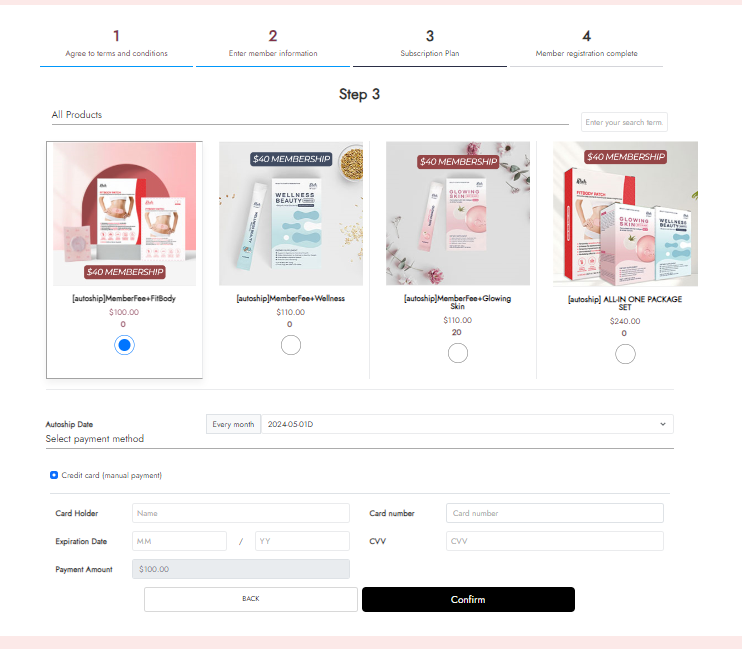 1
Agree to terms and conditions
2
Enter member information
3
Subscription Plan
4
Member registration complete
Step 3
All Products
Enter your search term
FITBODY PATCH
$40 MEMBERSHIP
[autoship]MemberFee+FitBody
$100.00
0
$40 MEMBERSHIP
WELLNESS
BEAUTY
[autoship]MemberFee+Wellness
$110.00
0
$40 MEMBERSHIP
GLOWING
SKIN
[autoship]MemberFee+Glowing
Skin
$110.00
20
$40 MEMBERSHIP
FITBODY PATCH
GLOWING
SKIN
WELLNESS
BEAUTY
[autoship] ALL-IN ONE PACKAGE
SET
$240.00
0
Autoship Date
Every month
2024-05-01D
Select payment method
Credit card (manual payment)
Card Holder
Name
Card number
Card number
Expiration Date
MM
/
YY
CVV
CVV
Payment Amount
$100.00
BACK
Confirm